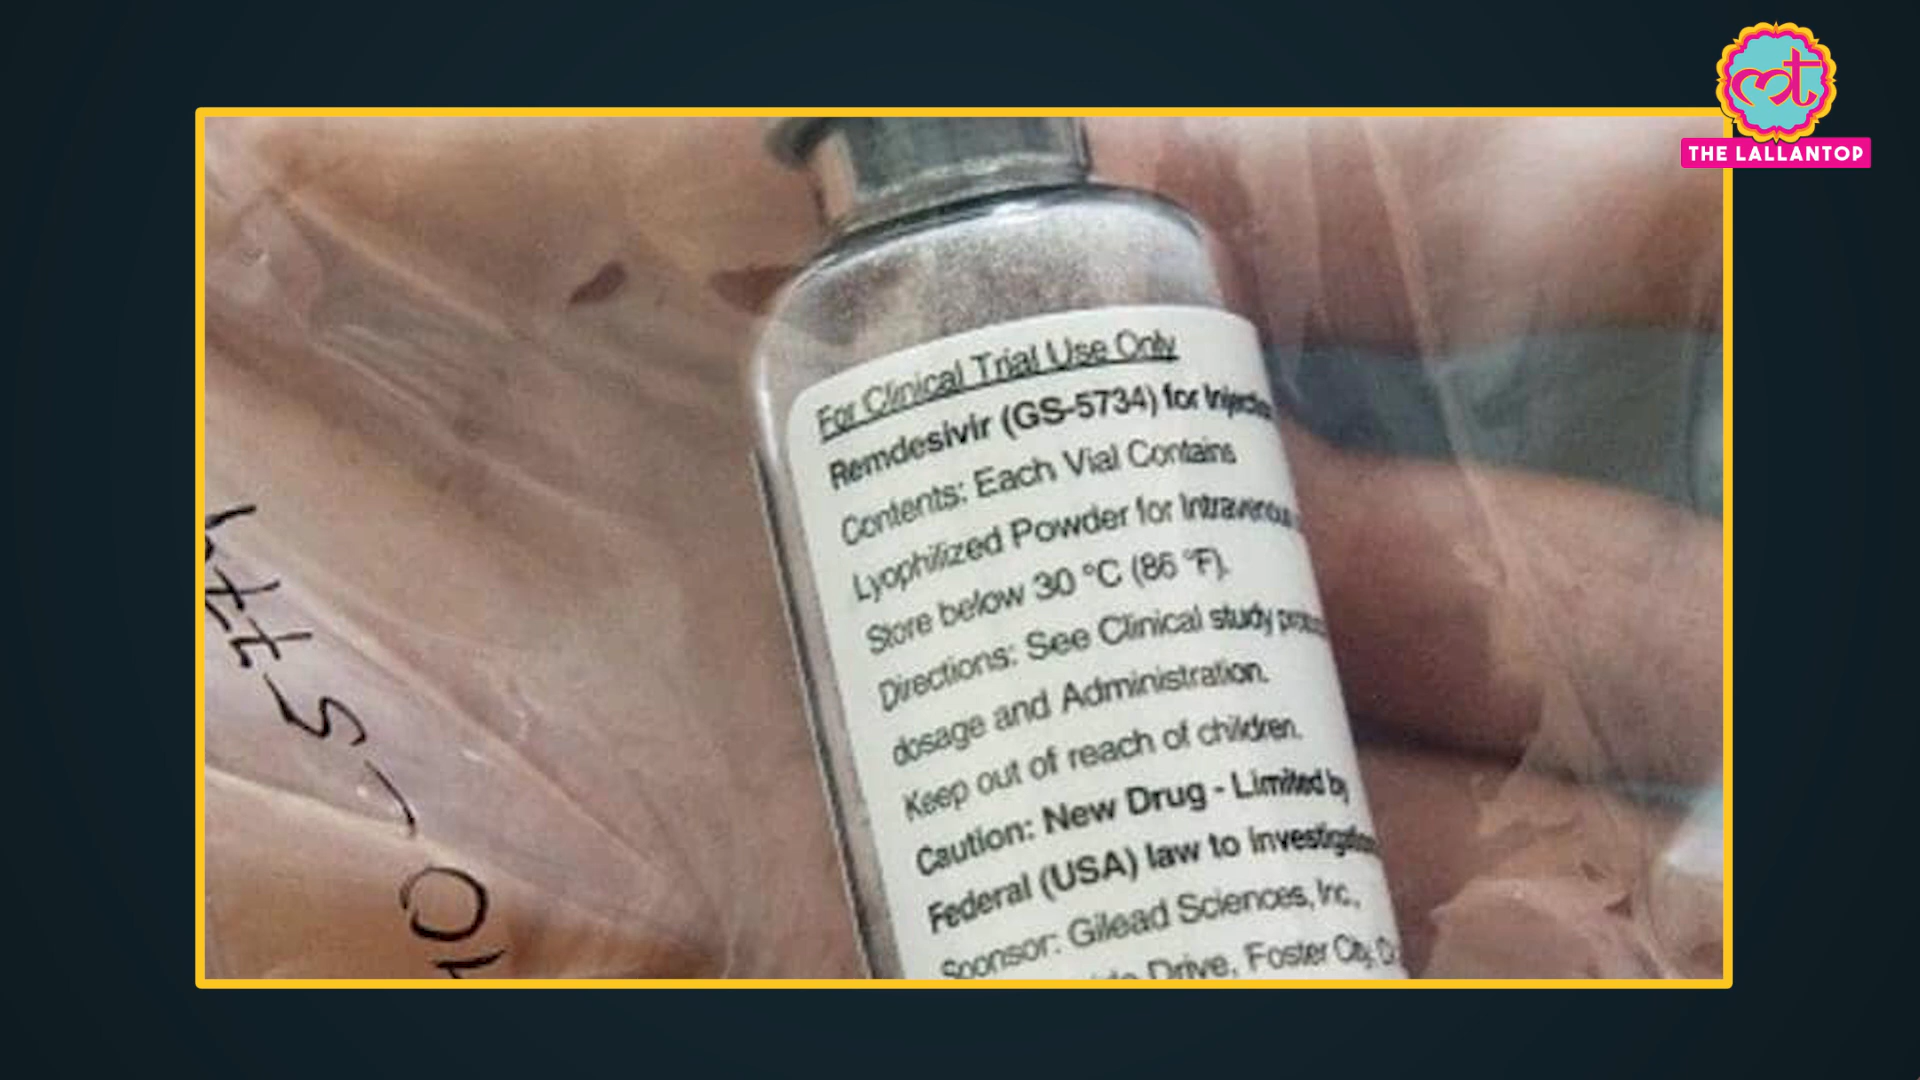 THE LALLANTOP
For Clinical Trial Use Only
Remdesivir (GS-5734) for
Contents: Each Vial Contains
Lyophilized Powder for
Store below 30 °C (86 °F).
Directions: See Clinical study
dosage and Administration.
Keep out of reach of children.
Caution: New Drug - Limited by
Federal (USA) law to
Sponsor: Gilead Sciences, Inc.,
Drive, Foster City,